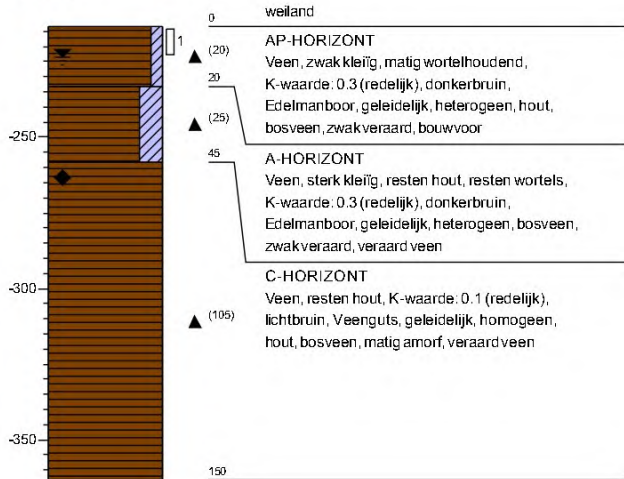 0
weiland
1
(20)
AP-HORIZONT
Veen, zwak kleiïg, matig wortelhoudend,
K-waarde: 0.3 (redelijk), donkerbruin,
Edelmanboor, geleidelijk, heterogeen, hout,
bosveen, zwak veraard, bouwvoor
20
(25)
-250
45
A-HORIZONT
Veen, sterk kleiïg, resten hout, resten wortels,
K-waarde: 0.3 (redelijk), donkerbruin,
Edelmanboor, geleidelijk, heterogeen, bosveen,
zwak veraard, veraard veen
C-HORIZONT
Veen, resten hout, K-waarde: 0.1 (redelijk),
lichtbruin, Veenguts, geleidelijk, homogeen,
hout, bosveen, matig amorf, veraard veen
-300
(105)
-350
150